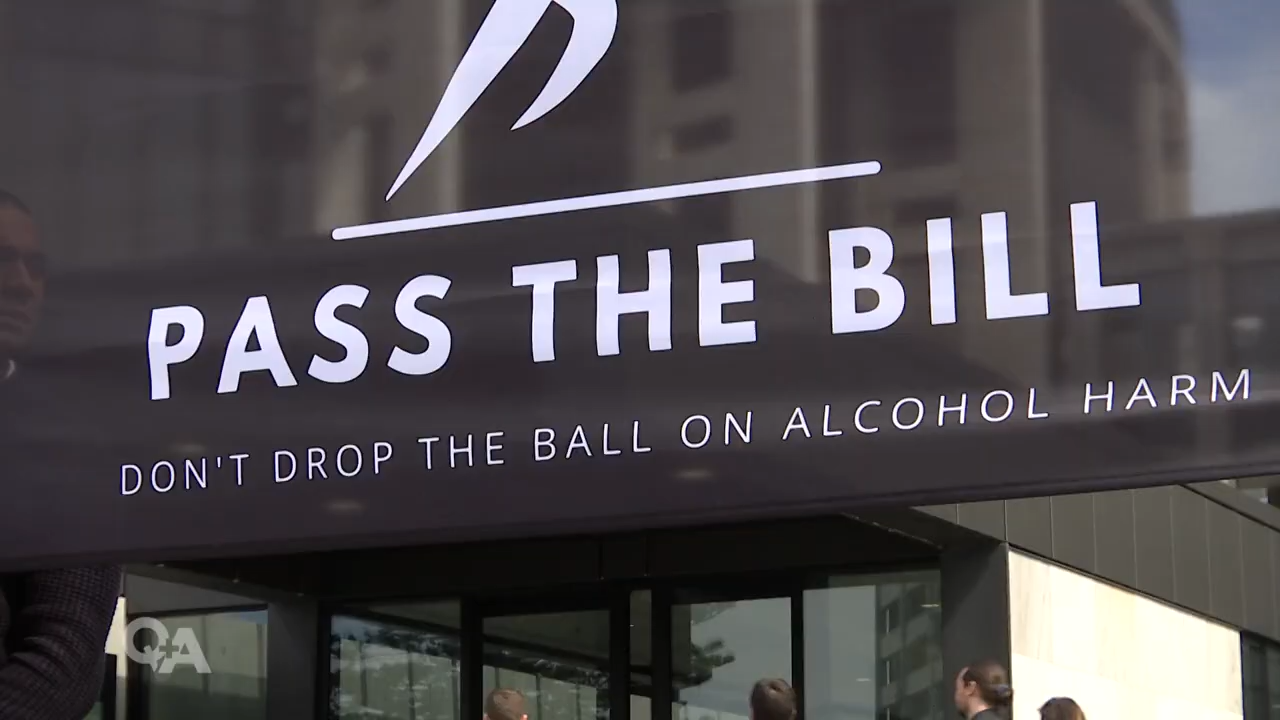 PASS THE BILL
DON'T DROP THE BALL ON ALCOHOL HARM
Q+A